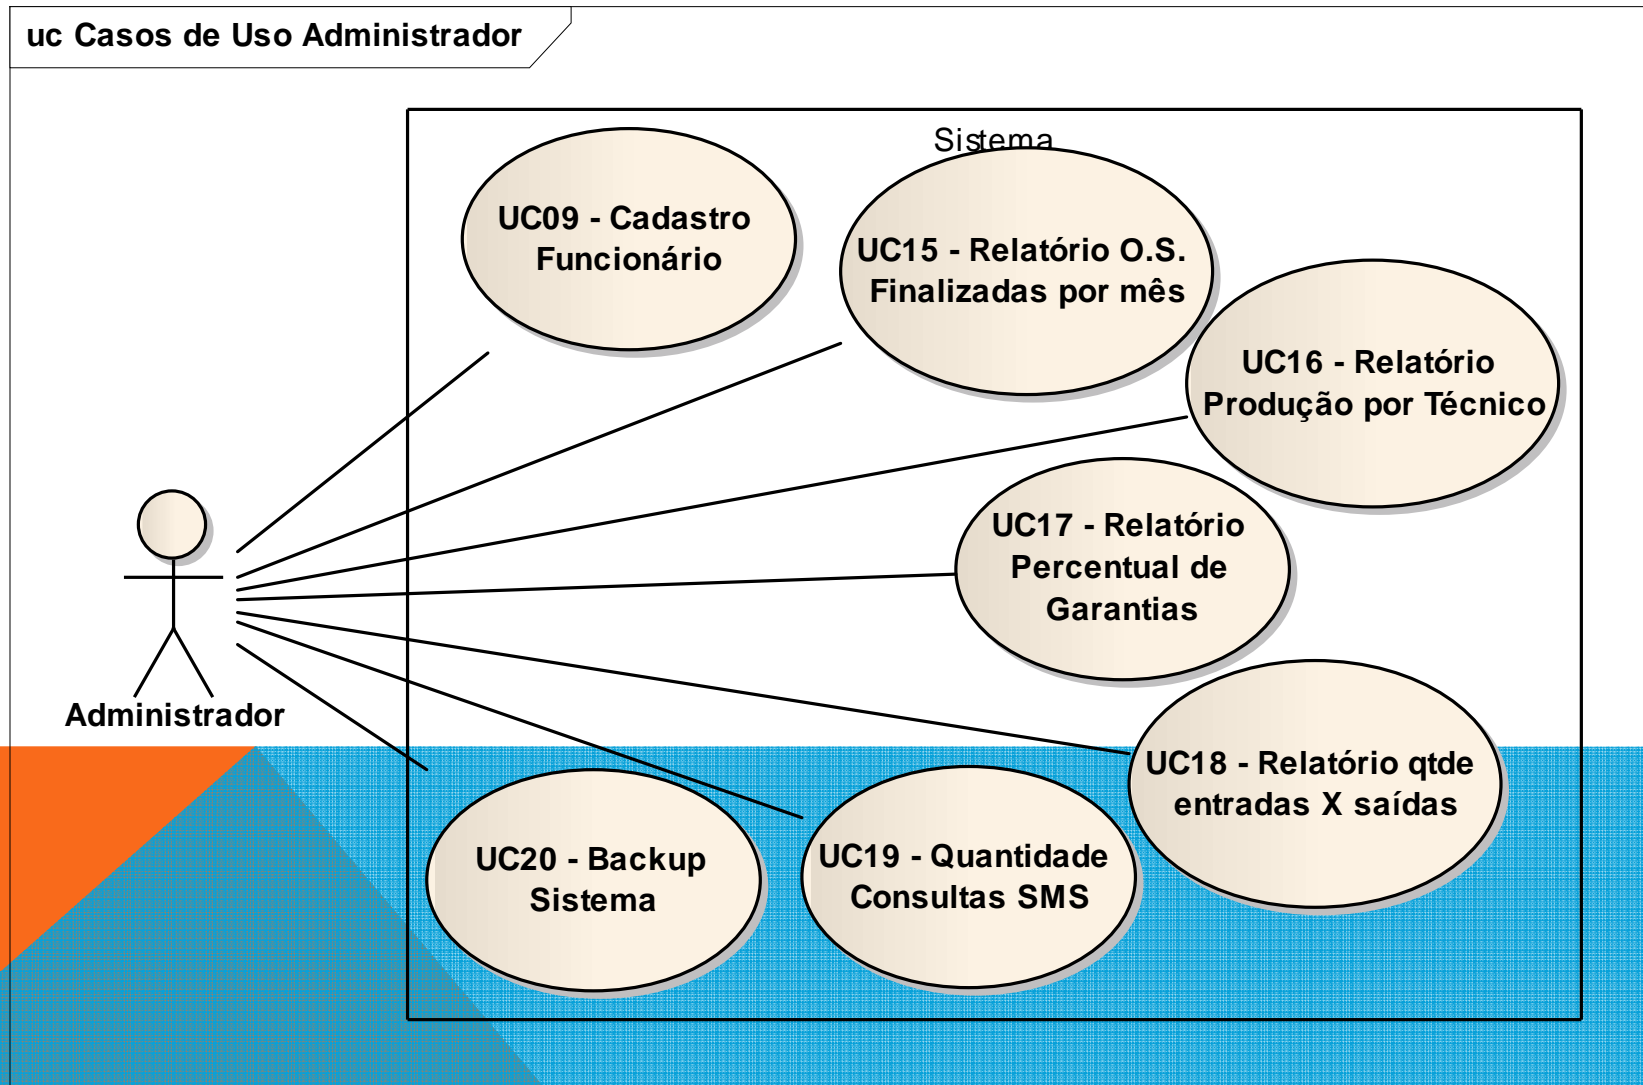 uc Casos de Uso Administrador
Sistema
UC09 - Cadastro
Funcionário
UC15 - Relatório O.S.
Finalizadas por mês
UC16 - Relatório
Produção por Técnico
UC17 - Relatório
Percentual de
Garantias
Administrador
UC18 - Relatório qtde
entradas X saídas
UC19 - Quantidade
Consultas SMS
UC20 - Backup
Sistema